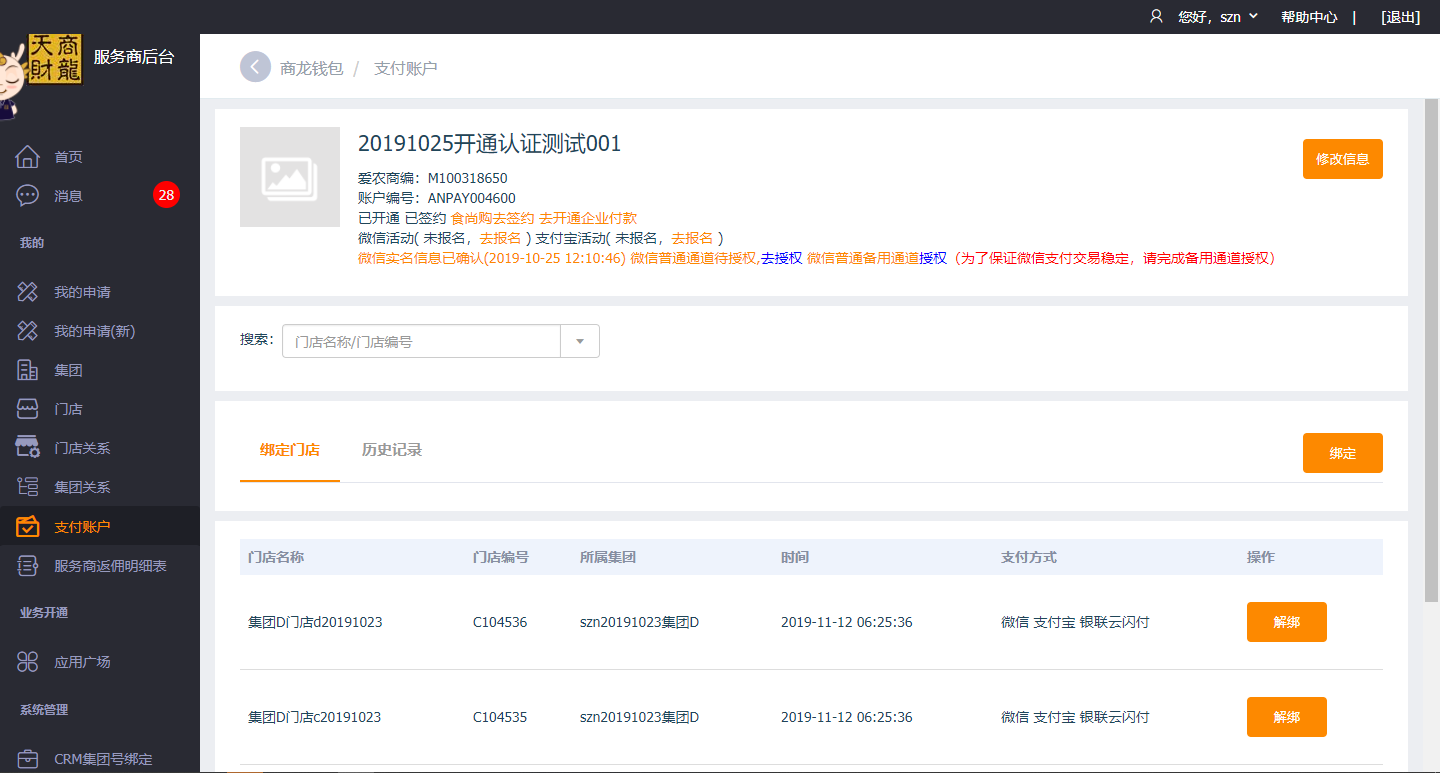 您好，szn 帮助中心 | [退出]
天商
財龍
服务商后台
商龙钱包 / 支付账户
首页
消息 28
我的
我的申请
我的申请(新)
集团
门店
门店关系
集团关系
支付账户
服务商返佣明细表
业务开通
应用广场
系统管理
CRM集团号绑定
20191025开通认证测试001
修改信息
爱农商编：M100318650
账户编号：ANPAY004600
已开通 已签约 食尚购去签约 去开通企业付款
微信活动( 未报名，去报名 ) 支付宝活动( 未报名，去报名 )
微信实名信息已确认(2019-10-25 12:10:46) 微信普通通道待授权,去授权 微信普通备用通道授权（为了保证微信支付交易稳定，请完成备用通道授权）
搜索： 门店名称/门店编号
绑定门店 历史记录 绑定
门店名称 门店编号 所属集团 时间 支付方式 操作
集团D门店d20191023 C104536 szn20191023集团D 2019-11-12 06:25:36 微信 支付宝 银联云闪付 解绑
集团D门店c20191023 C104535 szn20191023集团D 2019-11-12 06:25:36 微信 支付宝 银联云闪付 解绑